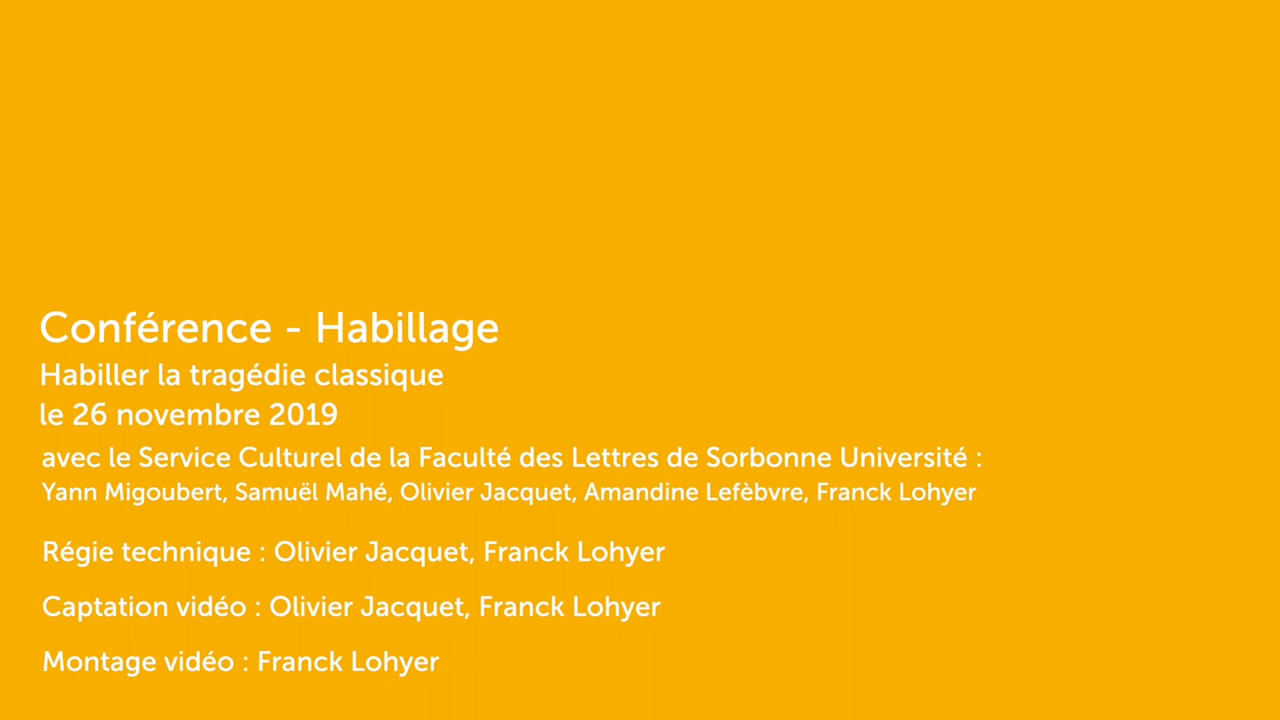 Conférence - Habillage
Habiller la tragédie classique
le 26 novembre 2019
avec le Service Culturel de la Faculté des Lettres de Sorbonne Université :
Yann Migoubert, Samuël Mahé, Olivier Jacquet, Amandine Lefèbvre, Franck Lohyer
Régie technique : Olivier Jacquet, Franck Lohyer
Captation vidéo : Olivier Jacquet, Franck Lohyer
Montage vidéo : Franck Lohyer